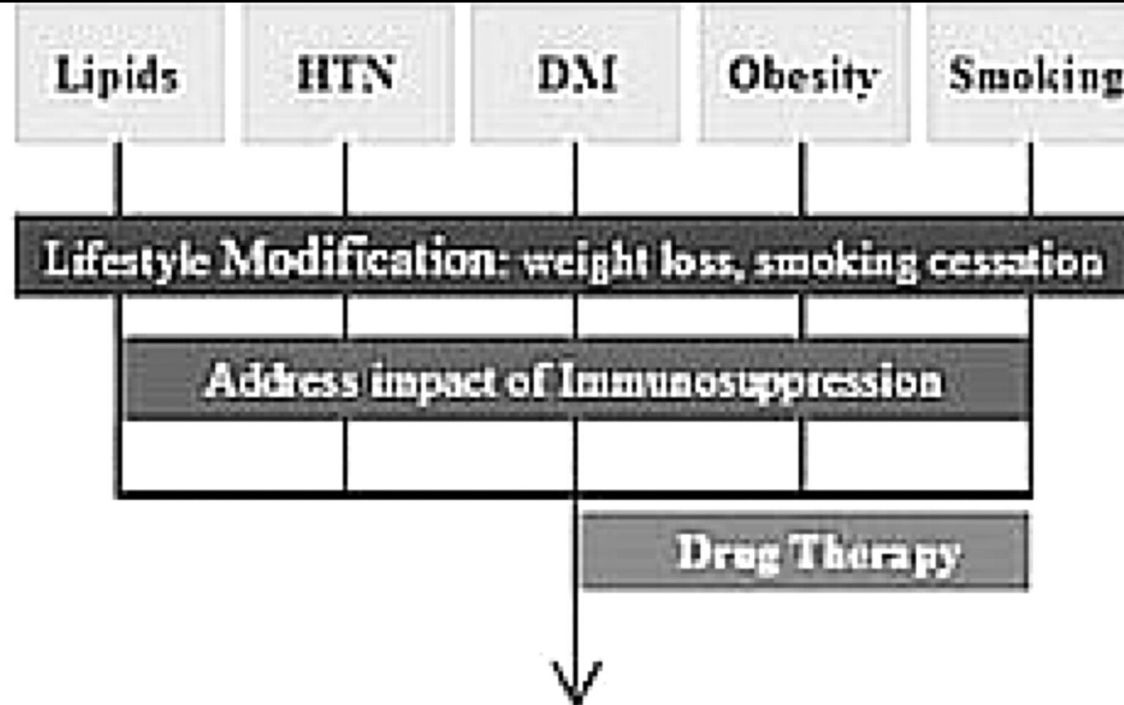 Lipids
HTN
DM
Obesity
Smoking
Lifestyle Modification: weight loss, smoking cessation
Address impact of Immunosuppression
Drug Therapy